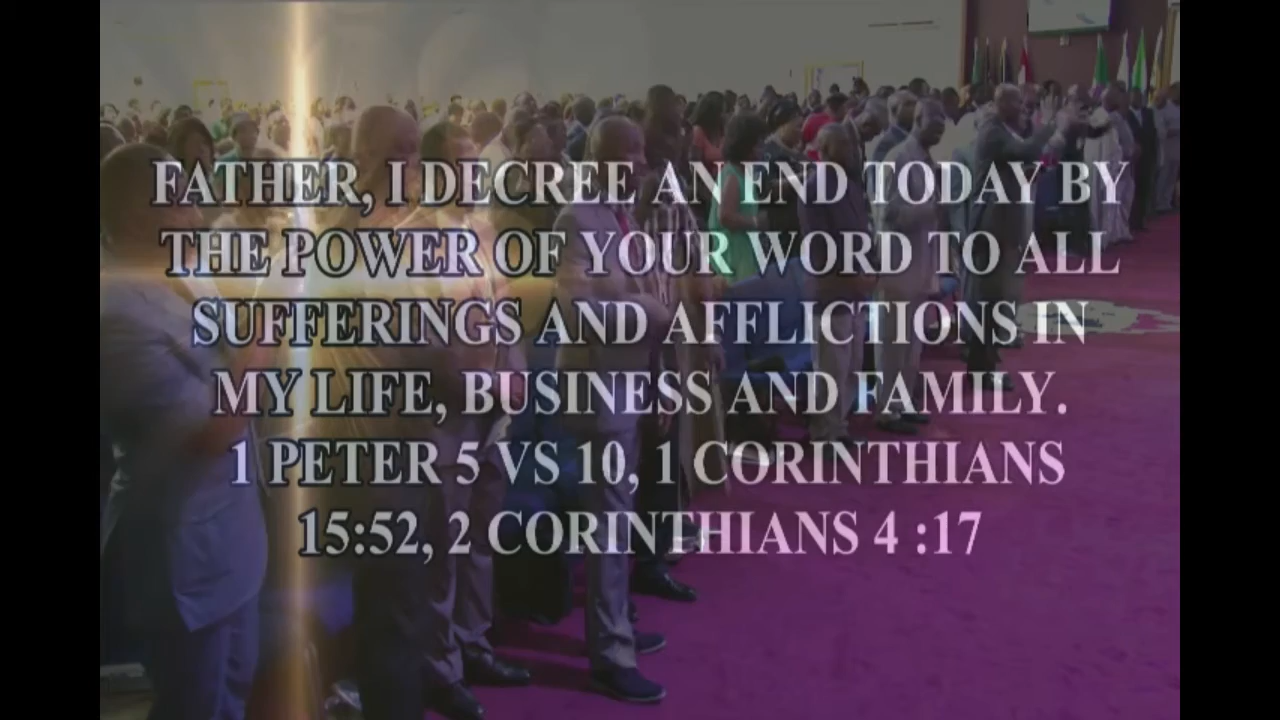 FATHER, I DECREE AN END TODAY BY
THE POWER OF YOUR WORD TO ALL
SUFFERINGS AND AFFLICTIONS IN
MY LIFE, BUSINESS AND FAMILY.
1 PETER 5 VS 10, 1 CORINTHIANS
15:52, 2 CORINTHIANS 4 :17